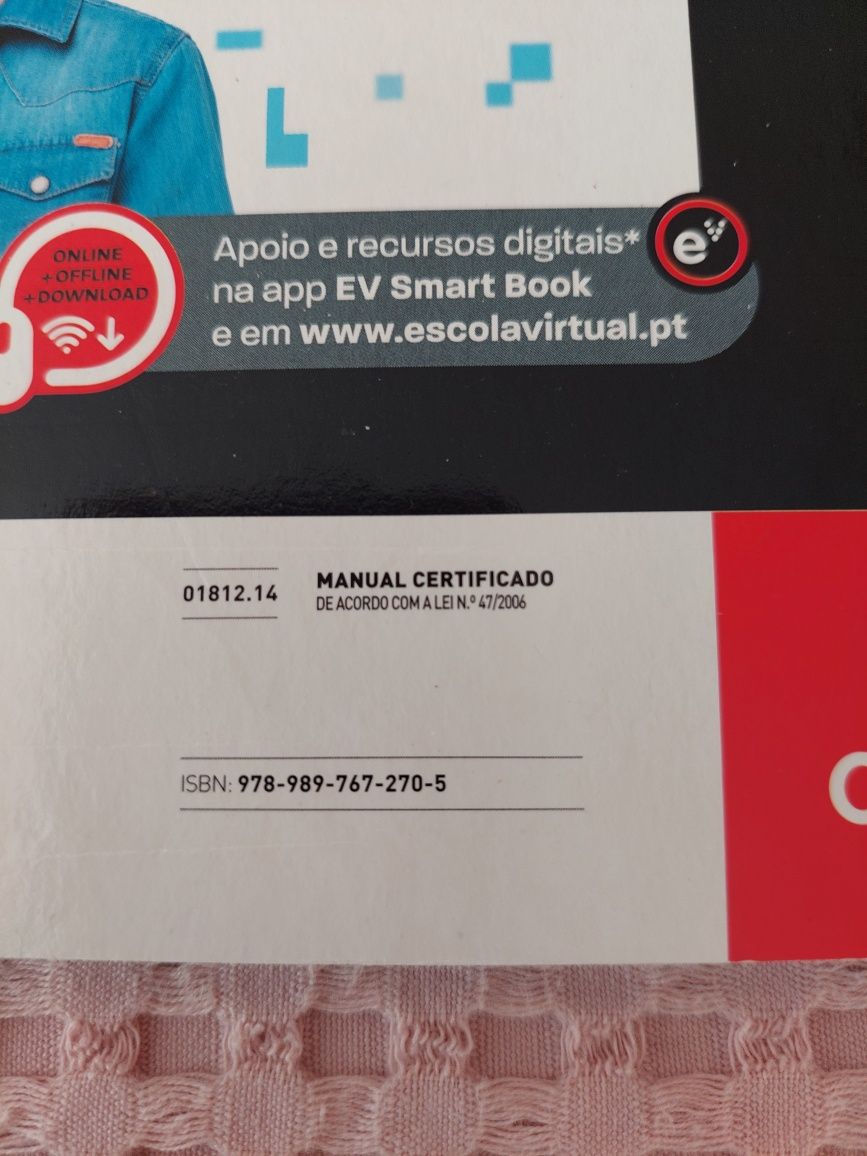 ONLINE
+OFFLINE
+DOWNLOAD
Apoio e recursos digitais*
na app EV Smart Book
e em www.escolavirtual.pt
e
01812.14
MANUAL CERTIFICADO
DE ACORDO COM A LEI N.º 47/2006
ISBN: 978-989-767-270-5